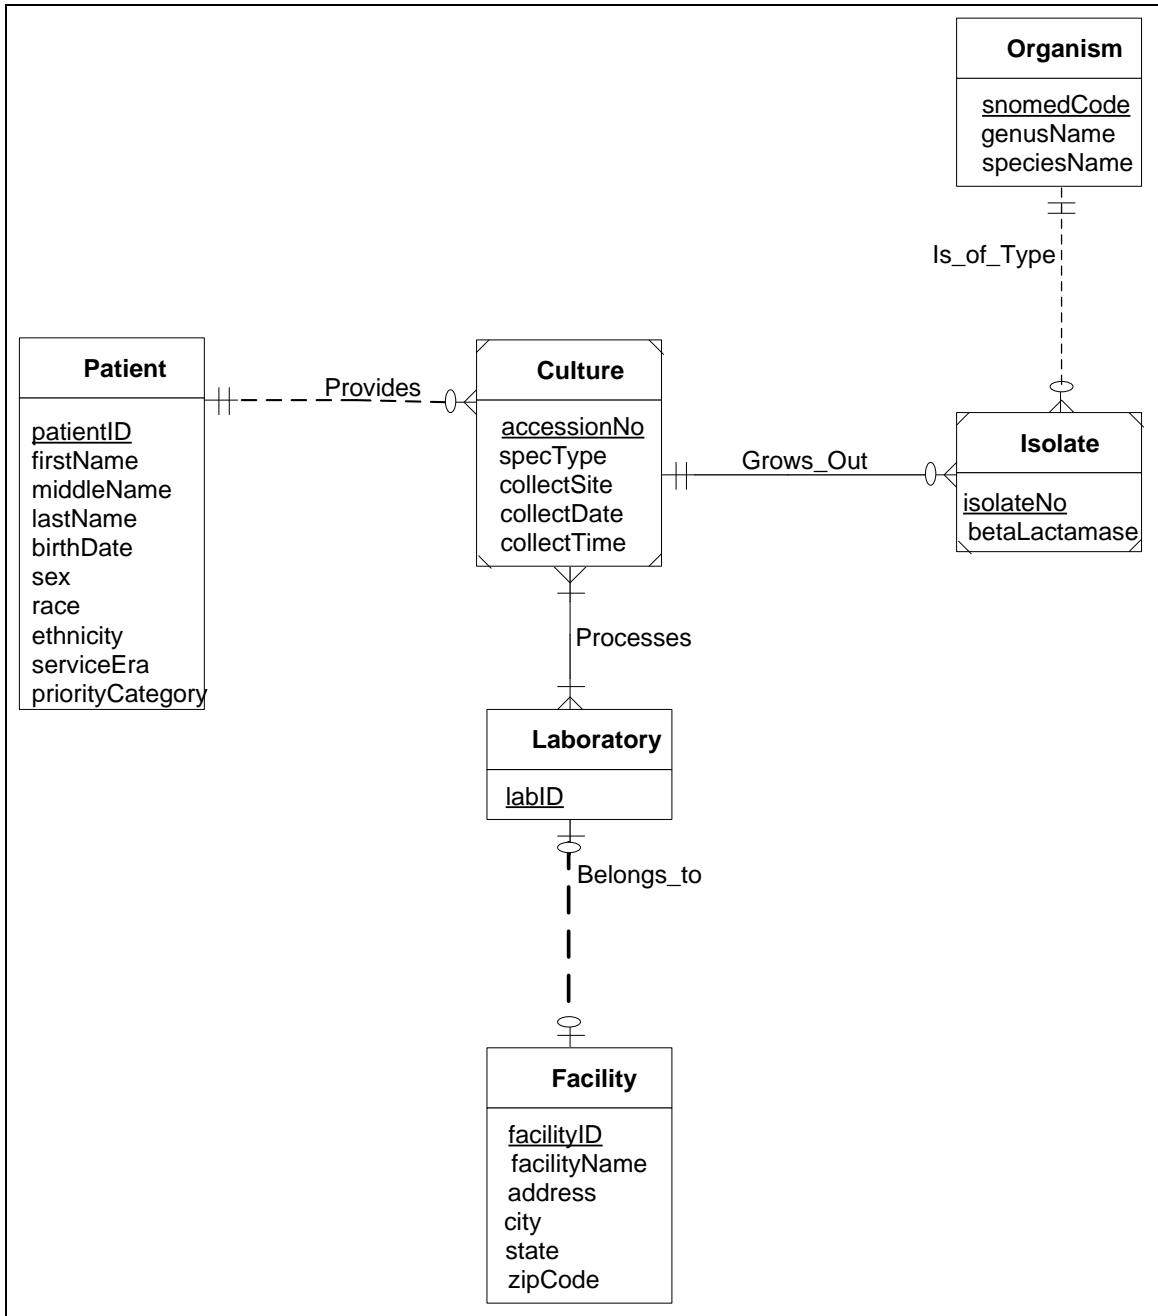 Organism
snomedCode
genusName
speciesName
Is_of_Type
Patient
patientID
firstName
middleName
lastName
birthDate
sex
race
ethnicity
serviceEra
priorityCategory
Provides
Culture
accessionNo
specType
collectSite
collectDate
collectTime
Grows_Out
Isolate
isolateNo
betaLactamase
Processes
Laboratory
labID
Belongs_to
Facility
facilityID
facilityName
address
city
state
zipCode